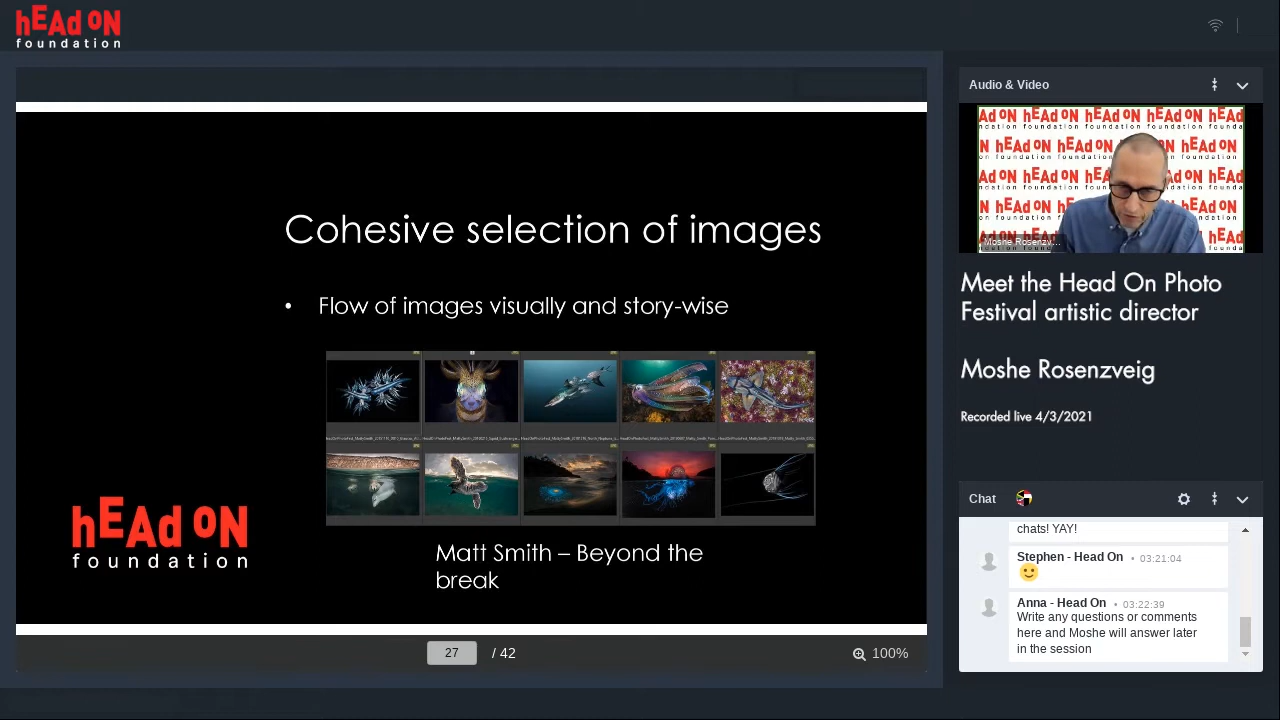 hEAd ON
foundation
Audio & Video
Moshe Rosenzv...
Cohesive selection of images
• Flow of images visually and story-wise
Matt Smith – Beyond the
break
hEAd ON
foundation
27 / 42
100%
Meet the Head On Photo
Festival artistic director
Moshe Rosenzveig
Recorded live 4/3/2021
Chat
chats! YAY!
Stephen - Head On • 03:21:04
Anna - Head On • 03:22:39
Write any questions or comments
here and Moshe will answer later
in the session